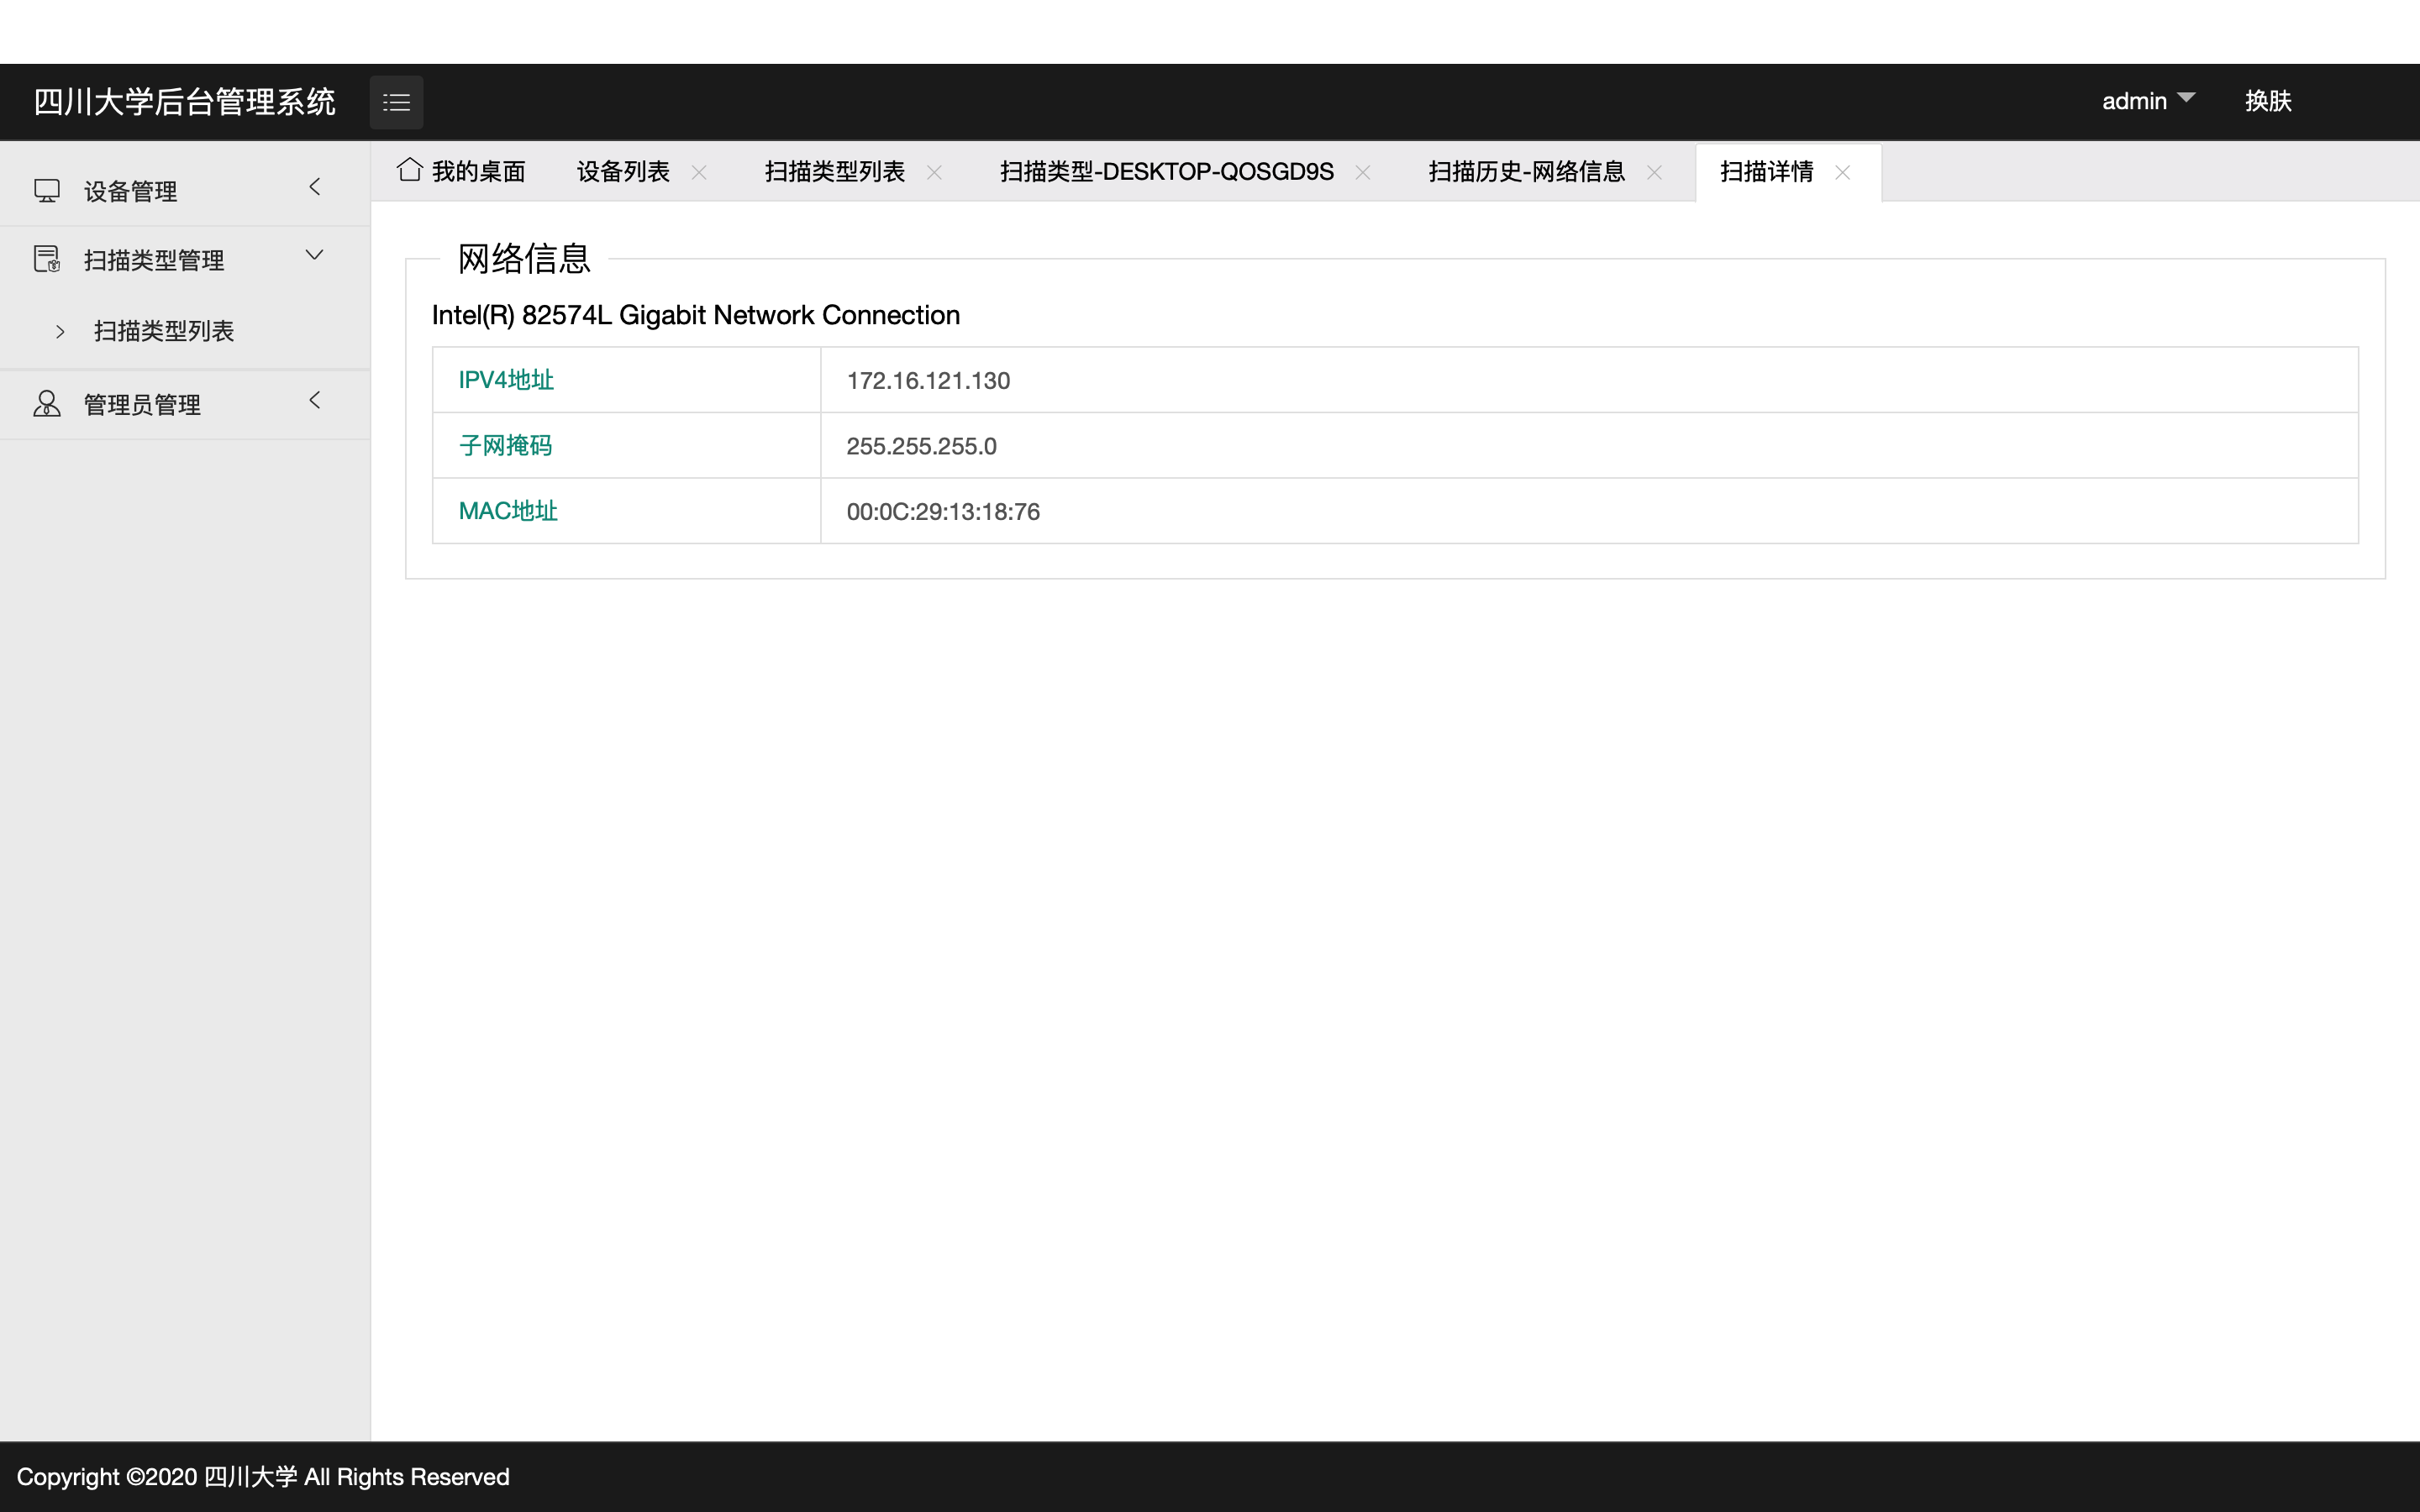 四川大学后台管理系统
admin
换肤
设备管理
扫描类型管理
扫描类型列表
管理员管理
我的桌面 设备列表 扫描类型列表 扫描类型-DESKTOP-QOSGD9S 扫描历史-网络信息 扫描详情
网络信息
Intel(R) 82574L Gigabit Network Connection
IPV4地址 172.16.121.130
子网掩码 255.255.255.0
MAC地址 00:0C:29:13:18:76
Copyright ©2020 四川大学 All Rights Reserved